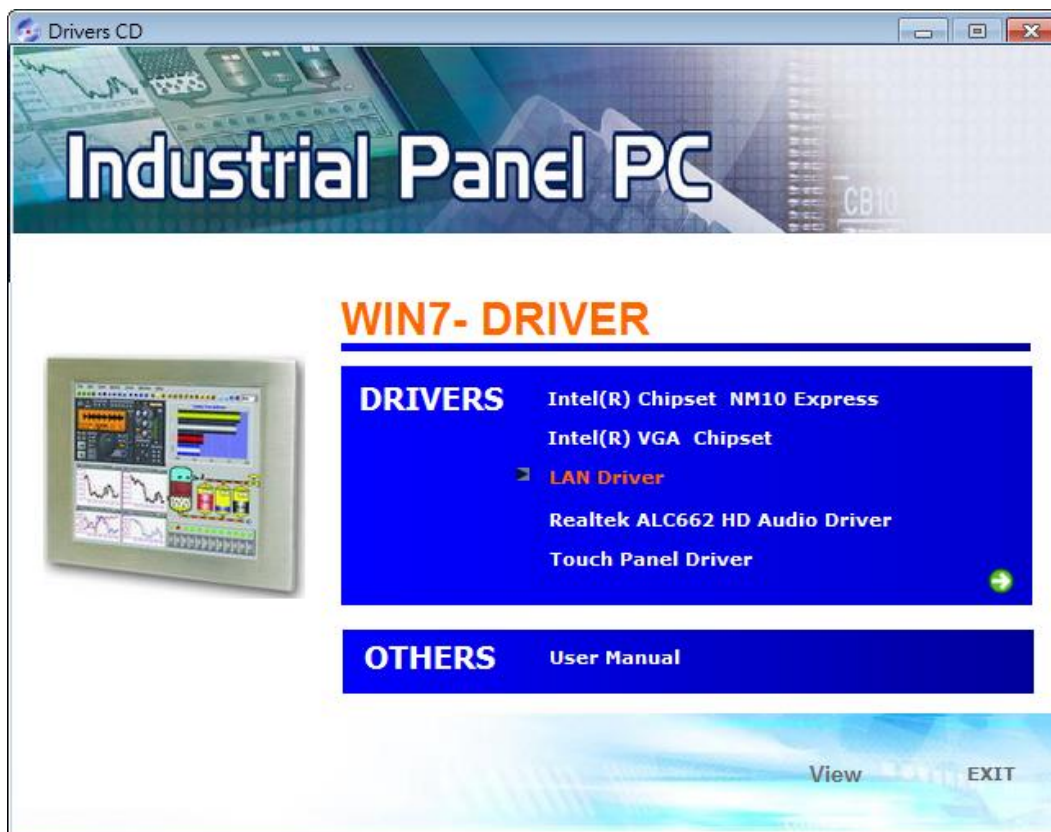 Drivers CD
Industrial Panel PC
CB10
WIN7- DRIVER
DRIVERS
Intel(R) Chipset NM10 Express
Intel(R) VGA Chipset
LAN Driver
Realtek ALC662 HD Audio Driver
Touch Panel Driver
OTHERS
User Manual
View
EXIT